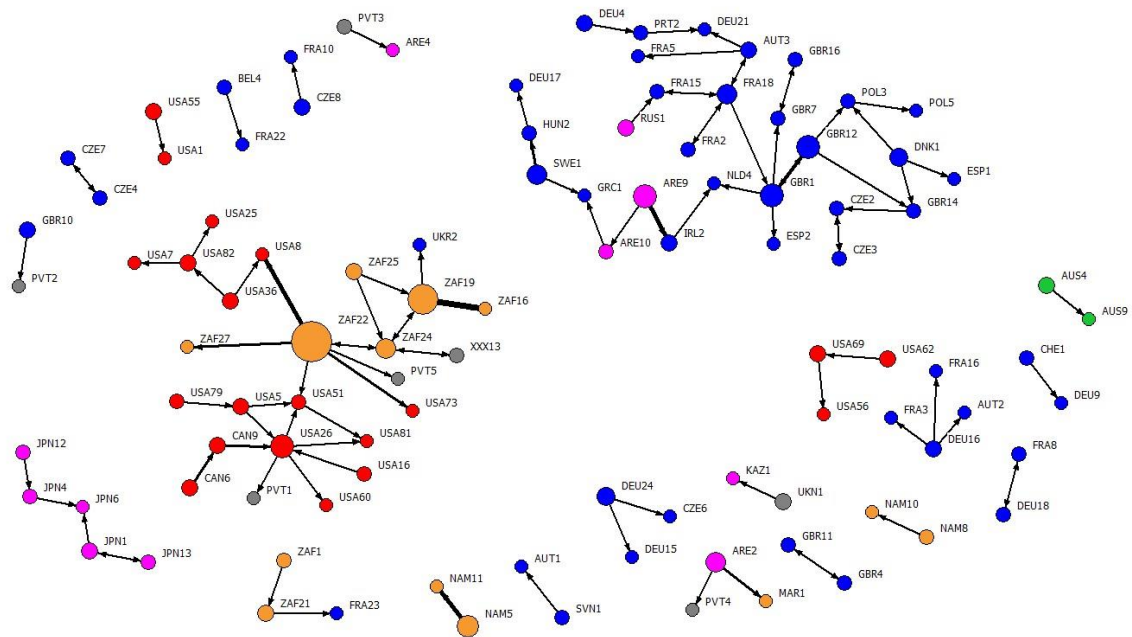 DEU4
PVT3
PRT2
DEU21
AUT3
ARE4
FRA10
FRA5
GBR16
BEL4
DEU17
FRA15
FRA18
USA55
CZE8
RUS1
GBR7
POL3
POL5
HUN2
GBR12
FRA22
FRA2
DNK1
CZE7
USA1
SWE1
NLD4
GBR1
ESP1
GRC1
ARE9
CZE4
CZE2
GBR14
GBR10
USA25
ARE10
IRL2
ESP2
CZE3
UKR2
USA7
USA82
USA8
ZAF25
ZAF19
PVT2
AUS4
USA36
ZAF16
ZAF22
AUS9
ZAF27
ZAF24
XXX13
USA69
USA62
CHE1
PVT5
FRA16
USA79
USA5
USA51
USA73
USA56
FRA3
AUT2
DEU9
CAN9
USA26
USA81
DEU16
JPN12
FRA8
CAN6
USA16
JPN4
JPN6
PVT1
USA60
KAZ1
UKN1
DEU24
CZE6
NAM10
DEU18
JPN1
JPN13
NAM8
DEU15
GBR11
ZAF1
AUT1
ARE2
GBR4
NAM11
MAR1
ZAF21
FRA23
NAM5
SVN1
PVT4